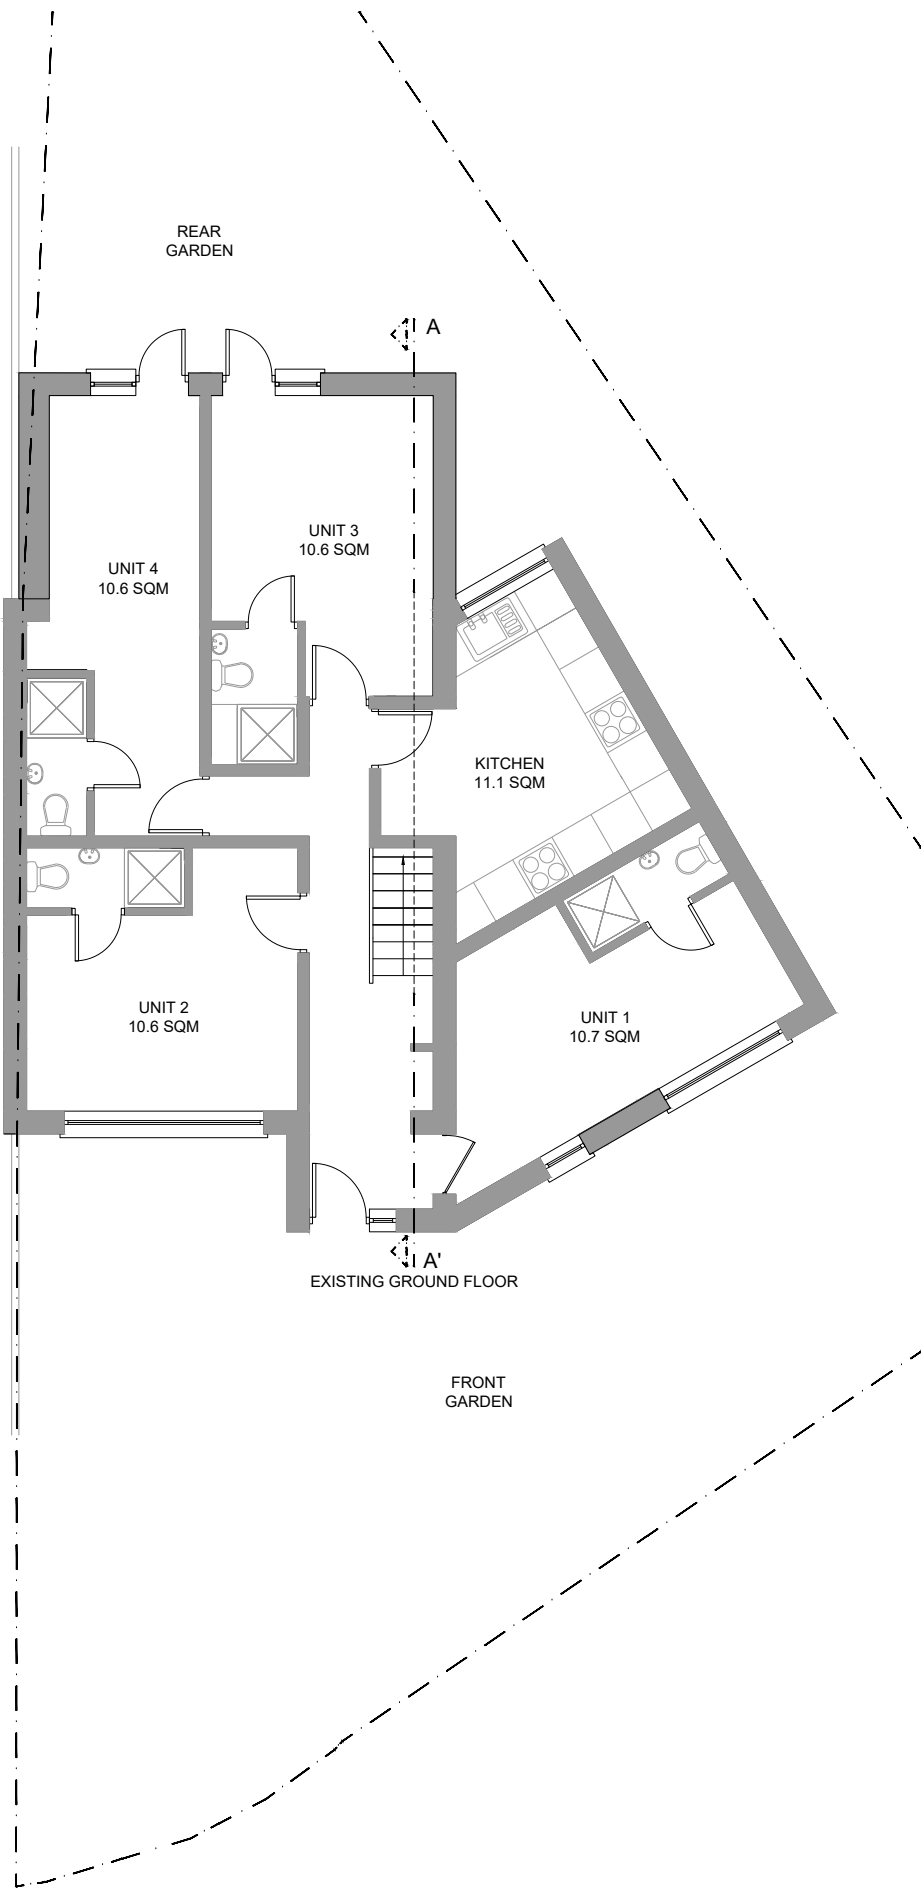 REAR
GARDEN
A
UNIT 3
10.6 SQM
UNIT 4
10.6 SQM
KITCHEN
11.1 SQM
UNIT 2
10.6 SQM
UNIT 1
10.7 SQM
A'
EXISTING GROUND FLOOR
FRONT
GARDEN